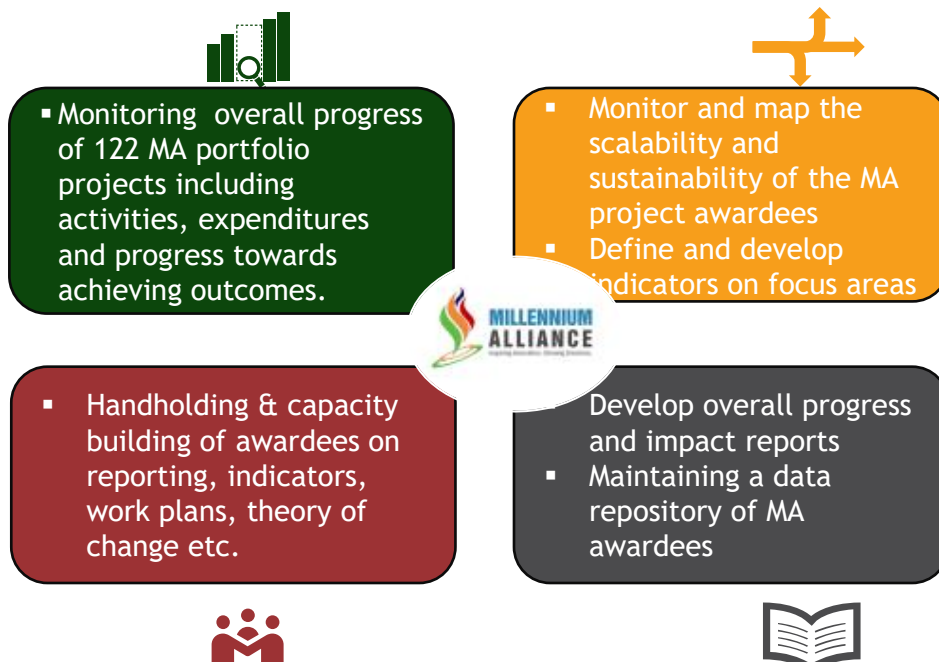 ▪ Monitoring overall progress
of 122 MA portfolio
projects including
activities, expenditures
and progress towards
achieving outcomes.
▪ Monitor and map the
scalability and
sustainability of the MA
project awardees
▪ Define and develop
indicators on focus areas
MILLENNIUM
ALLIANCE
▪ Handholding & capacity
building of awardees on
reporting, indicators,
work plans, theory of
change etc.
Develop overall progress
and impact reports
▪ Maintaining a data
repository of MA
awardees